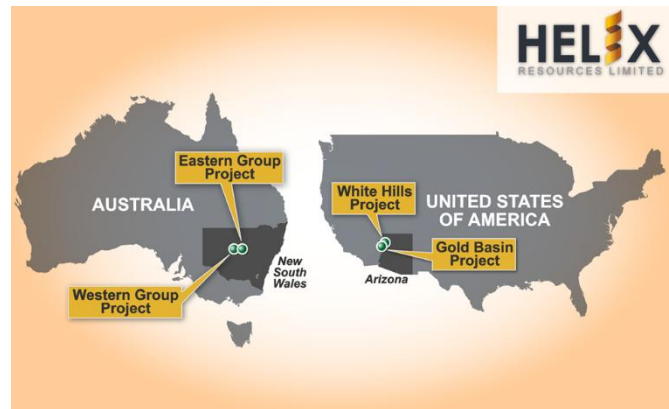 HELIX
RESOURCES LIMITED
Eastern Group
Project
AUSTRALIA
New
South
Wales
Western Group
Project
White Hills
Project
UNITED STATES
OF AMERICA
Gold Basin
Project
Arizona